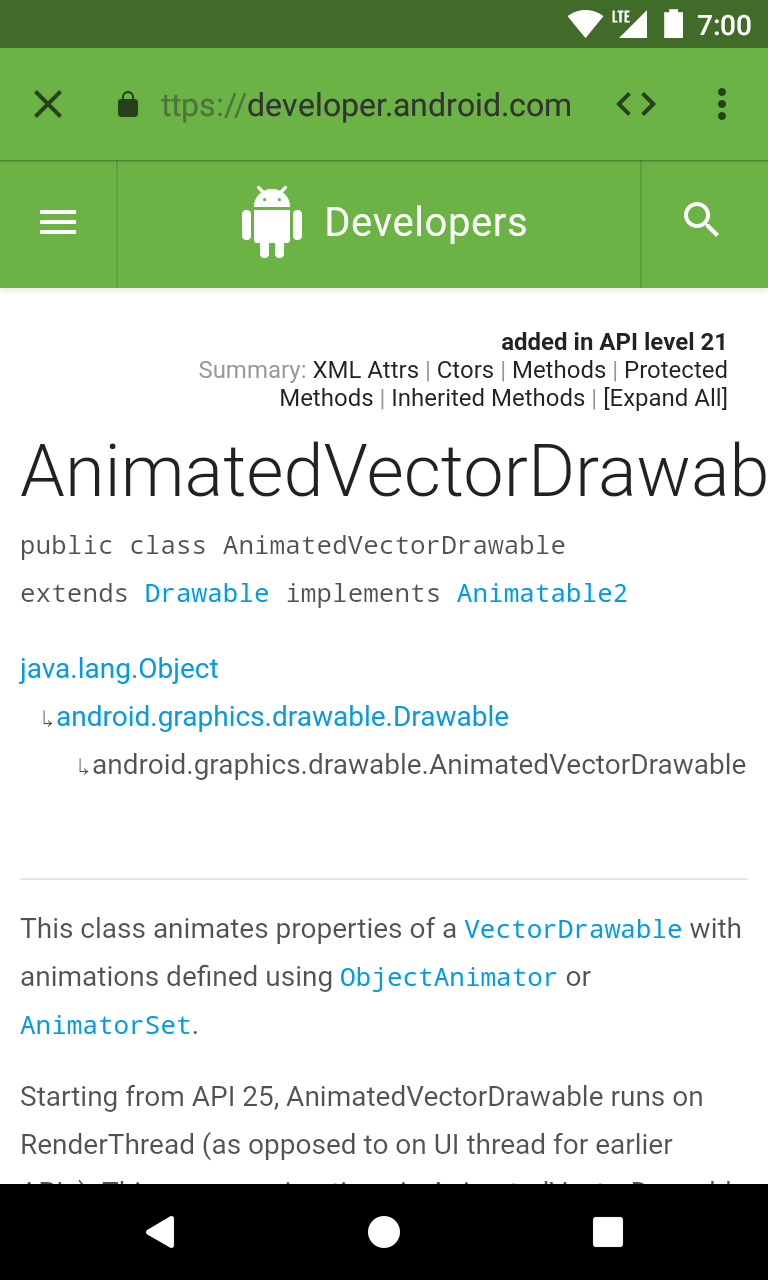 LTE 7:00
ttps://developer.android.com
Developers
added in API level 21
Summary: XML Attrs | Ctors | Methods | Protected
Methods | Inherited Methods | [Expand All]
AnimatedVectorDrawab
public class AnimatedVectorDrawable
extends Drawable implements Animatable2
java.lang.Object
↳android.graphics.drawable.Drawable
↳android.graphics.drawable.AnimatedVectorDrawable
This class animates properties of a VectorDrawable with
animations defined using ObjectAnimator or
AnimatorSet.
Starting from API 25, AnimatedVectorDrawable runs on
RenderThread (as opposed to on UI thread for earlier